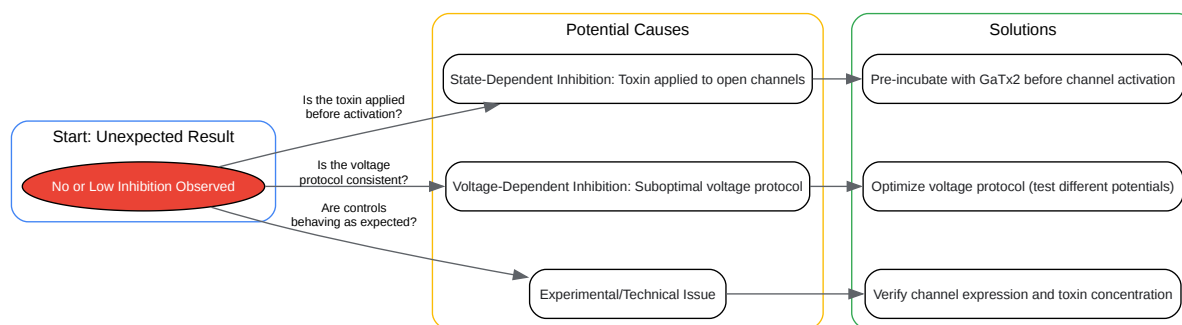 Potential Causes
Solutions
State-Dependent Inhibition: Toxin applied to open channels
Pre-incubate with GaTx2 before channel activation
Is the toxin applied
before activation?
Start: Unexpected Result
No or Low Inhibition Observed
Is the voltage
protocol consistent?
Voltage-Dependent Inhibition: Suboptimal voltage protocol
Optimize voltage protocol (test different potentials)
Are controls
behaving as expected?
Experimental/Technical Issue
Verify channel expression and toxin concentration